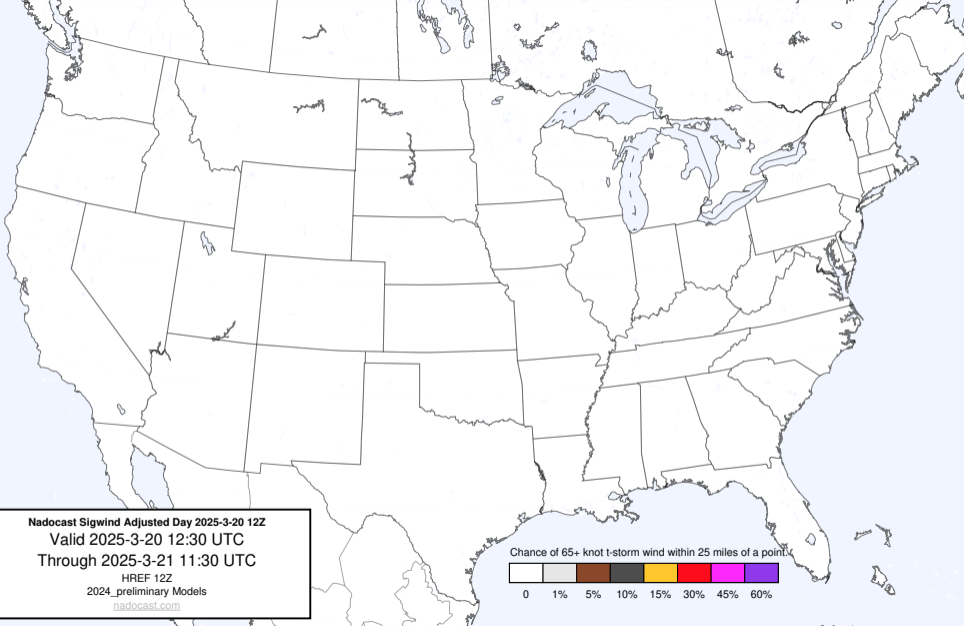 Nadocast Sigwind Adjusted Day 2025-3-20 12Z
Valid 2025-3-20 12:30 UTC
Through 2025-3-21 11:30 UTC
HREF 12Z
2024_preliminary Models
nadocast.com
Chance of 65+ knot t-storm wind within 25 miles of a point.
0 1% 5% 10% 15% 30% 45% 60%